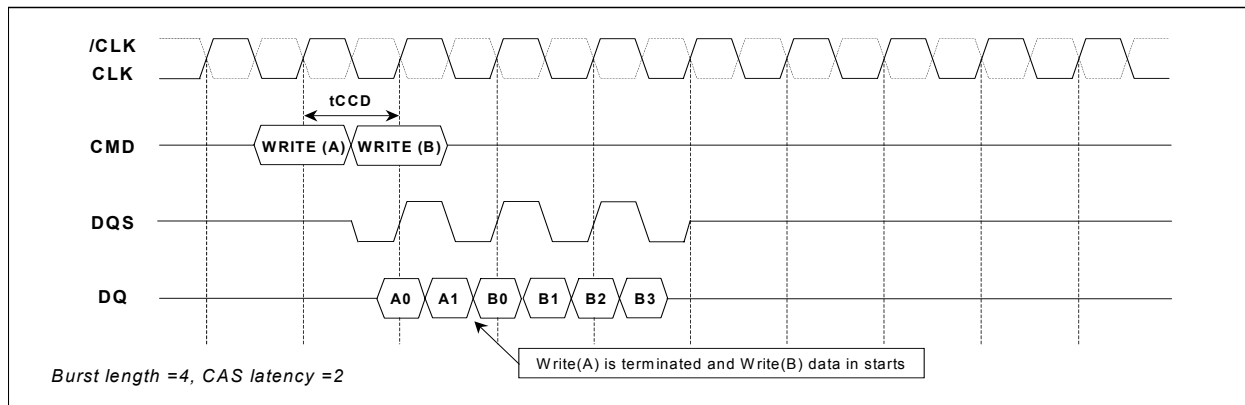 /CLK
CLK
tCCD
CMD WRITE (A) WRITE (B)
DQS
DQ A0 A1 B0 B1 B2 B3
Write(A) is terminated and Write(B) data in starts
Burst length =4, CAS latency =2